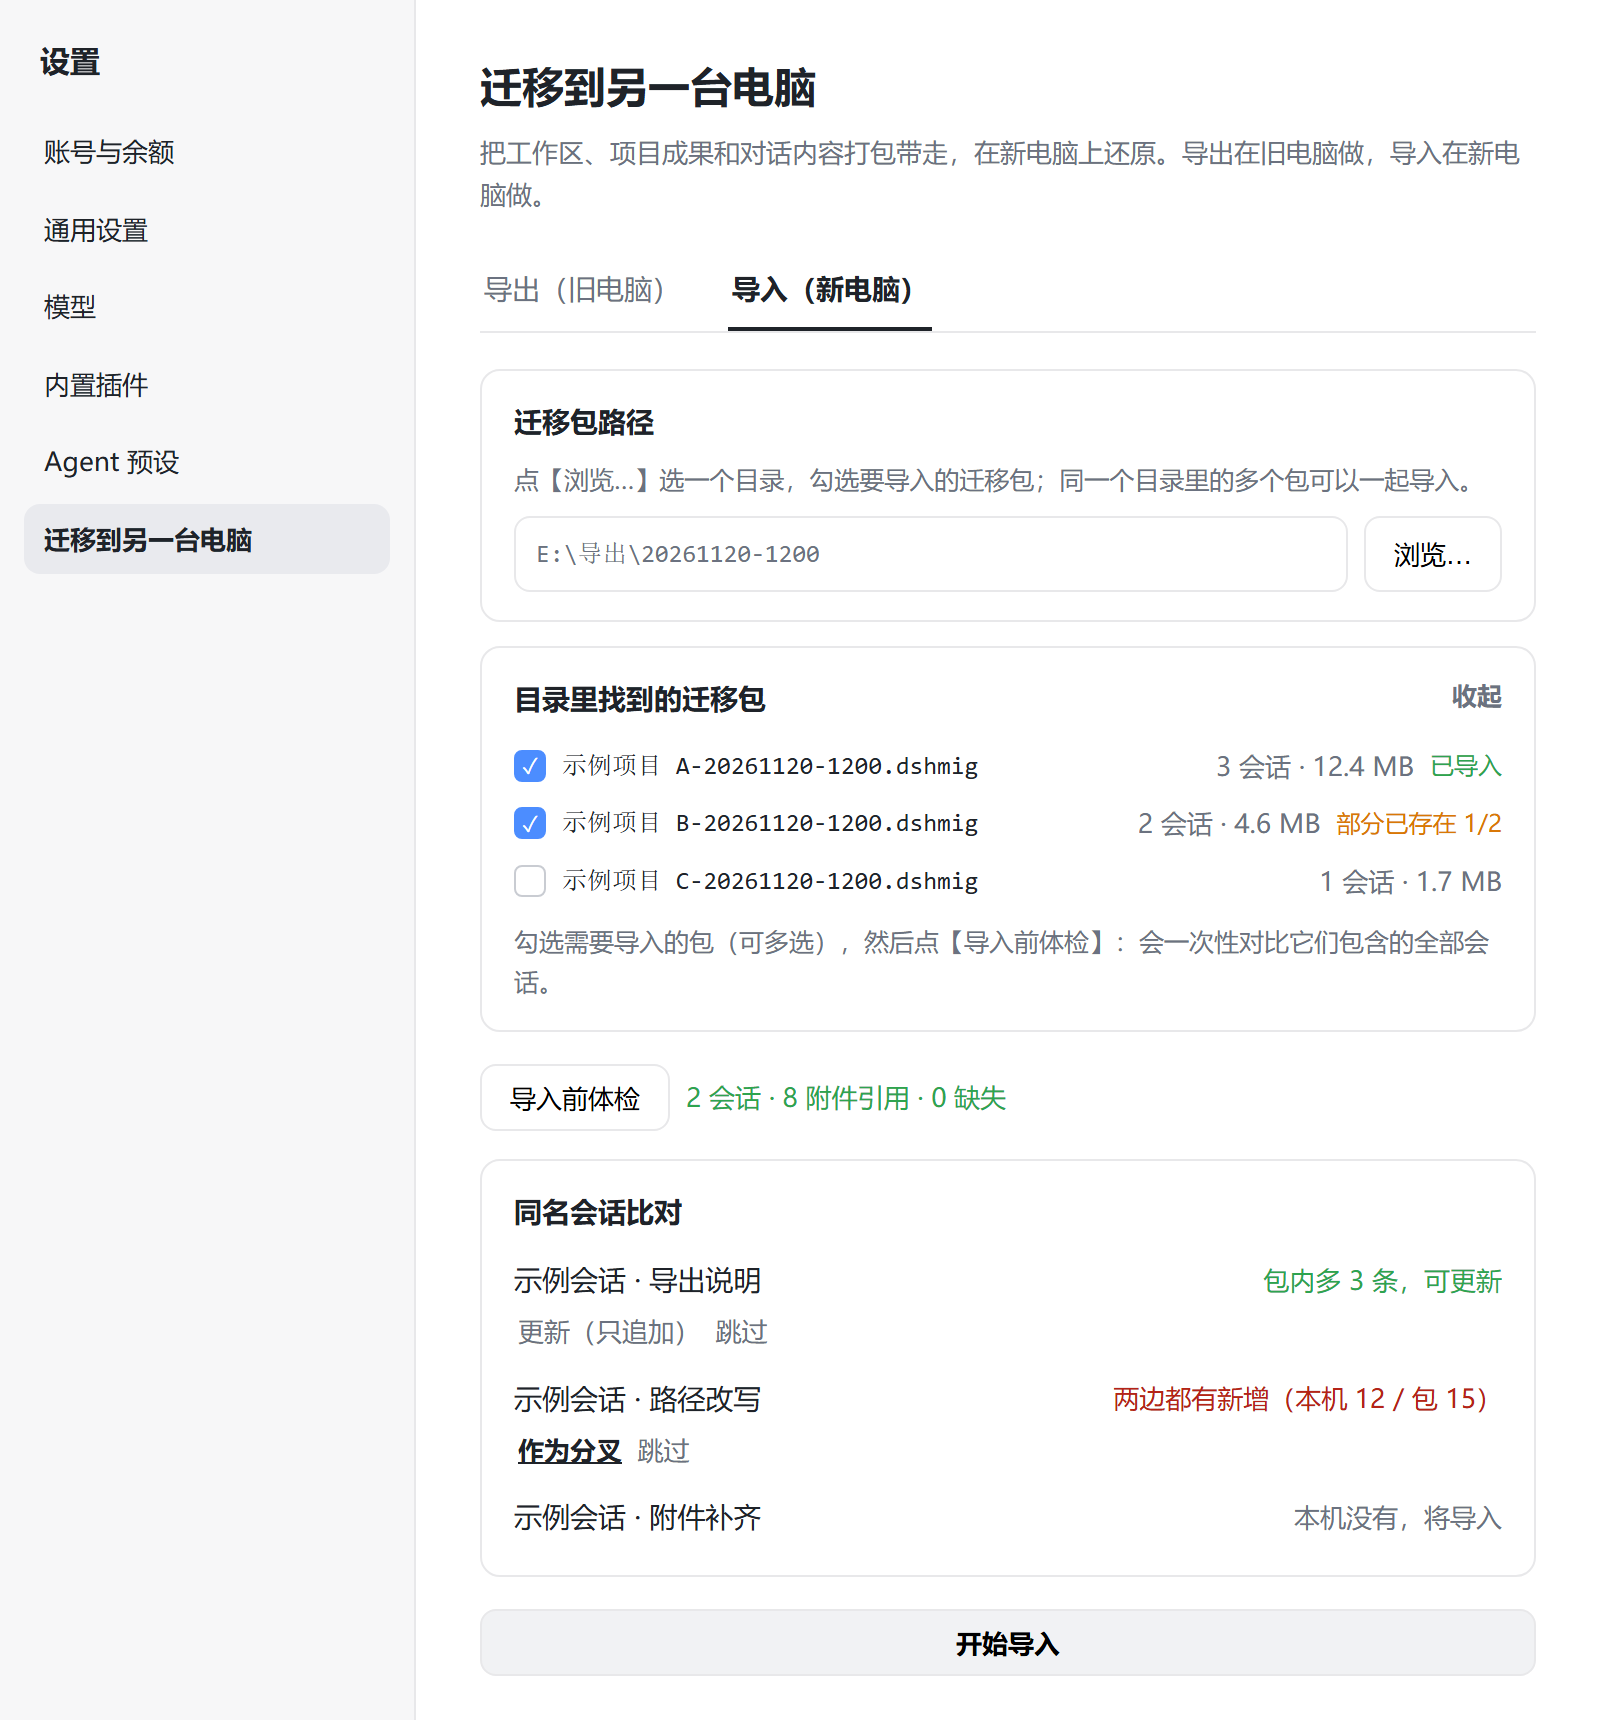 设置
账号与余额
通用设置
模型
内置插件
Agent 预设
迁移到另一台电脑
迁移到另一台电脑
把工作区、项目成果和对话内容打包带走，在新电脑上还原。导出在旧电脑做，导入在新电
脑做。
导出（旧电脑） 导入（新电脑）
迁移包路径
点【浏览…】选一个目录，勾选要导入的迁移包；同一个目录里的多个包可以一起导入。
E:\导出\20261120-1200 浏览…
目录里找到的迁移包 收起
示例项目 A-20261120-1200.dshmig 3 会话 · 12.4 MB 已导入
示例项目 B-20261120-1200.dshmig 2 会话 · 4.6 MB 部分已存在 1/2
示例项目 C-20261120-1200.dshmig 1 会话 · 1.7 MB
勾选需要导入的包（可多选），然后点【导入前体检】：会一次性对比它们包含的全部会
话。
导入前体检 2 会话 · 8 附件引用 · 0 缺失
同名会话比对
示例会话 · 导出说明 包内多 3 条，可更新
更新（只追加） 跳过
示例会话 · 路径改写 两边都有新增（本机 12 / 包 15）
作为分叉 跳过
示例会话 · 附件补齐 本机没有，将导入
开始导入